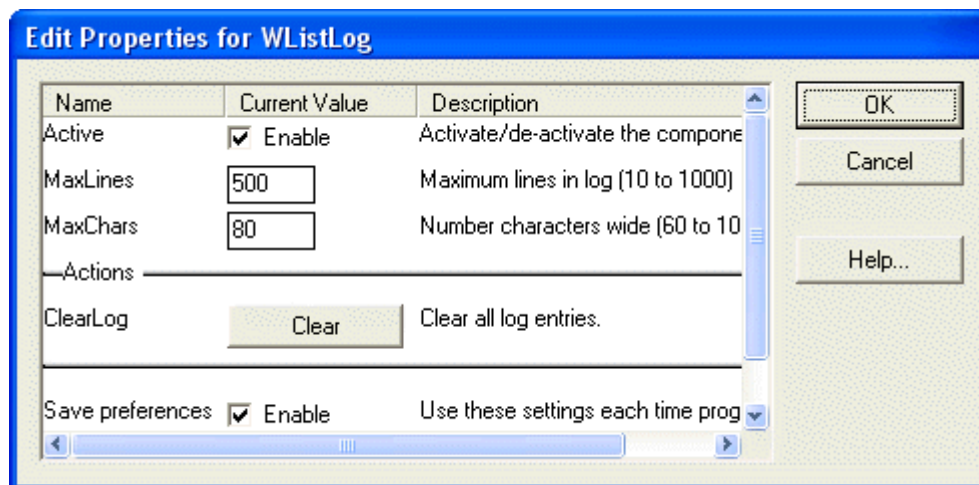 Edit Properties for WListLog
Name Current Value Description
Active Enable Activate/de-activate the compone
MaxLines 500 Maximum lines in log (10 to 1000)
MaxChars 80 Number characters wide (60 to 10
Actions
ClearLog Clear Clear all log entries.
Save preferences Enable Use these settings each time prog
OK
Cancel
Help...